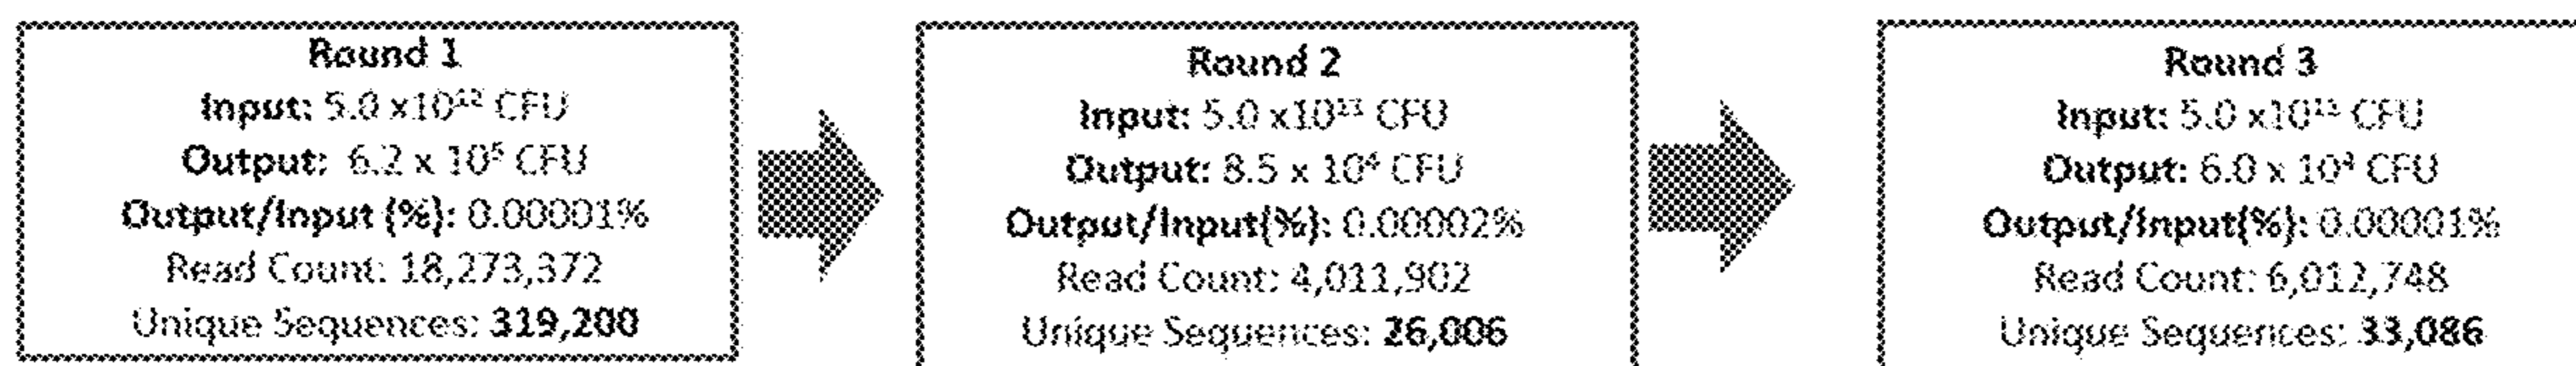 Round 1
Input: 5.0 x10¹² CFU
Output: 6.2 x 10⁵ CFU
Output/Input (%): 0.00001%
Read Count: 18,273,372
Unique Sequences: 319,200
Round 2
Input: 5.0 x10¹¹ CFU
Output: 8.5 x 10⁴ CFU
Output/Input(%): 0.00002%
Read Count: 4,011,902
Unique Sequences: 26,006
Round 3
Input: 5.0 x10¹¹ CFU
Output: 6.0 x 10⁴ CFU
Output/Input(%): 0.00001%
Read Count: 6,012,748
Unique Sequences: 33,086